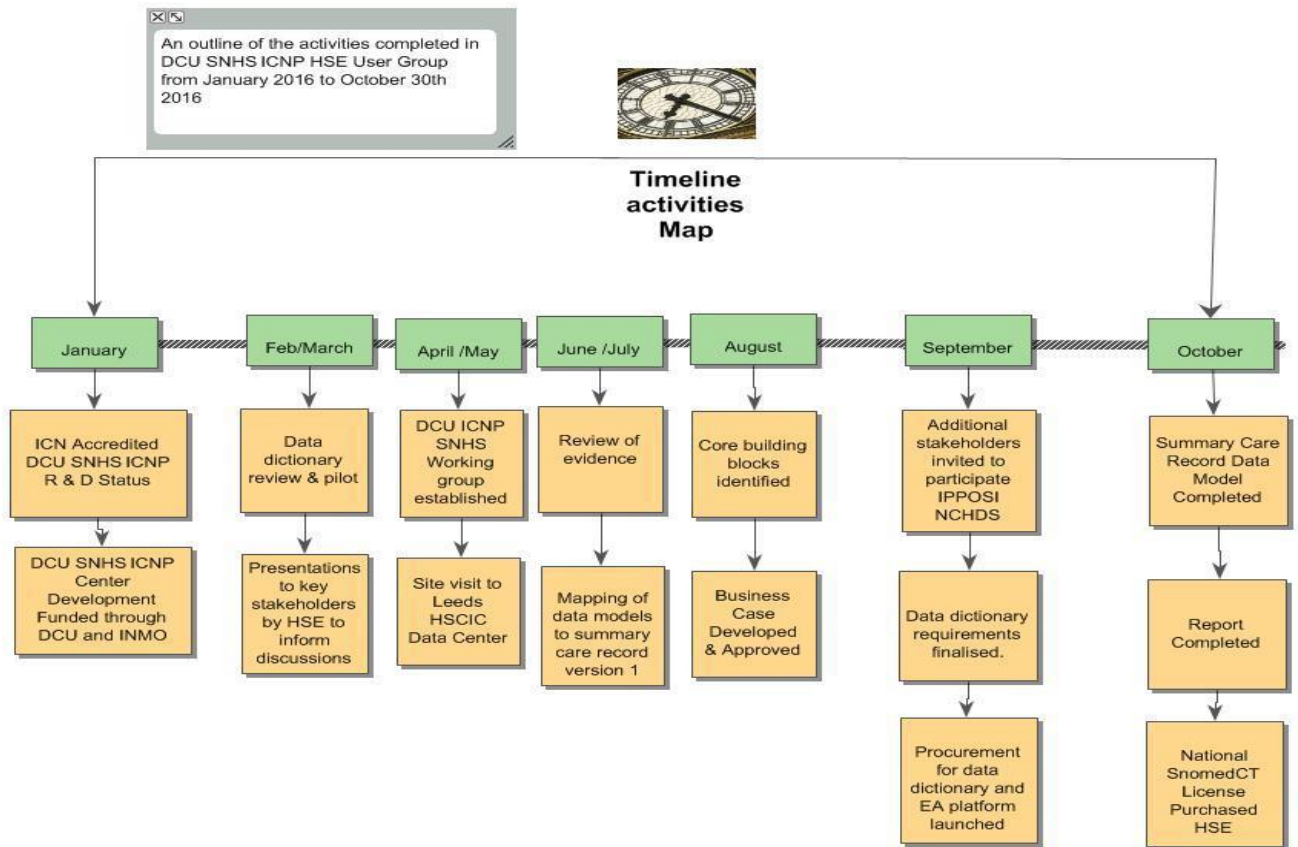 An outline of the activities completed in
DCU SNHS ICNP HSE User Group
from January 2016 to October 30th
2016
Timeline
activities
Map
January
Feb/March
April /May
June /July
August
September
October
ICN Accredited
DCU SNHS ICNP
R & D Status
Data
dictionary
review & pilot
DCU ICNP
SNHS
Working
group
established
Review of
evidence
Core building
blocks
identified
Additional
stakeholders
invited to
participate
IPPOSI
NCHDS
Summary Care
Record Data
Model
Completed
DCU SNHS ICNP
Center
Development
Funded through
DCU and INMO
Presentations
to key
stakeholders
by HSE to
inform
discussions
Site visit to
Leeds
HSCIC
Data Center
Mapping of
data models
to summary
care record
version 1
Business
Case
Developed
& Approved
Data dictionary
requirements
finalised.
Report
Completed
Procurement
for data
dictionary and
EA platform
launched
National
SnomedCT
License
Purchased
HSE